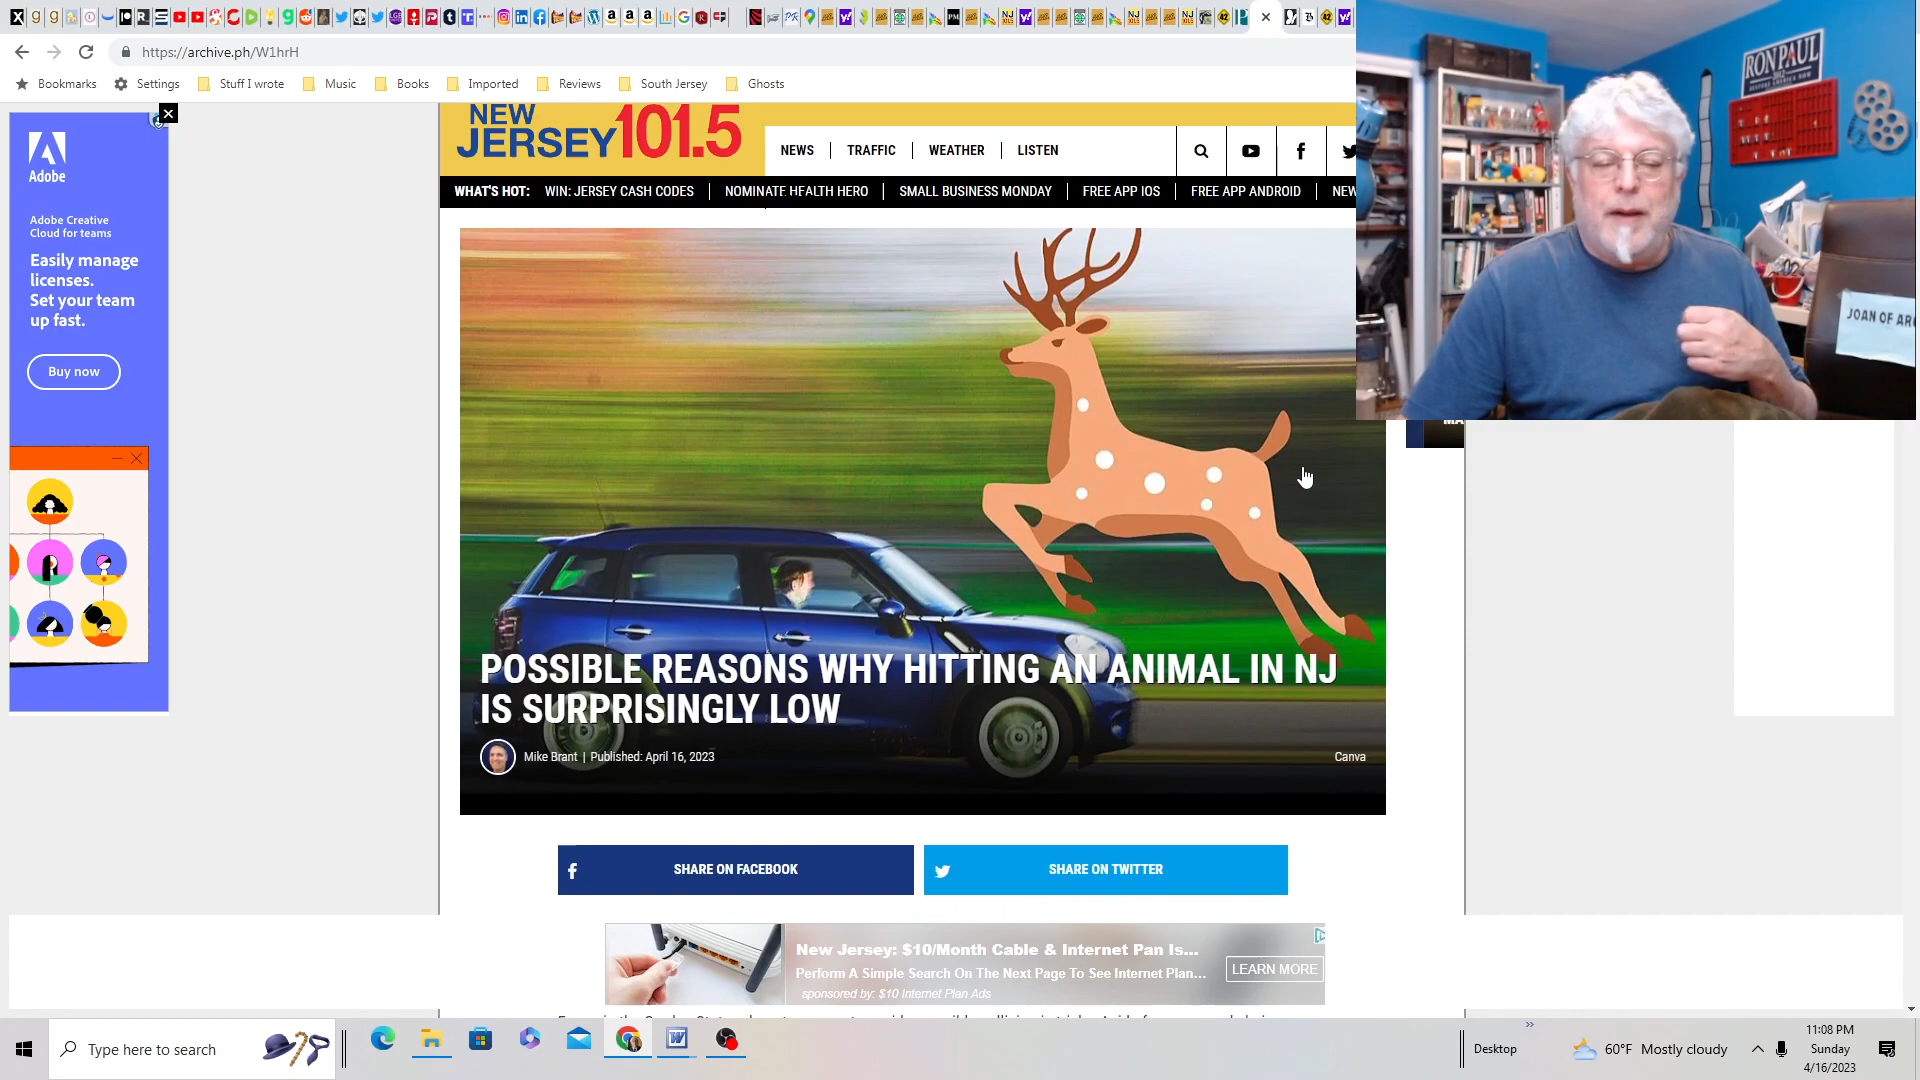 https://archive.ph/W1hrH
Bookmarks Settings Stuff I wrote Music Books Imported Reviews South Jersey Ghosts
Adobe
Adobe Creative
Cloud for teams
Easily manage
licenses.
Set your team
up fast.
Buy now
NEW
JERSEY 101.5
NEWS TRAFFIC WEATHER LISTEN
WHAT'S HOT: WIN: JERSEY CASH CODES NOMINATE HEALTH HERO SMALL BUSINESS MONDAY FREE APP IOS FREE APP ANDROID NEW
RON PAUL
2012
JOAN OF AR
POSSIBLE REASONS WHY HITTING AN ANIMAL IN NJ
IS SURPRISINGLY LOW
Mike Brant | Published: April 16, 2023
Canva
SHARE ON FACEBOOK
SHARE ON TWITTER
New Jersey: $10/Month Cable & Internet Pan Is...
Perform A Simple Search On The Next Page To See Internet Plan...
sponsored by: $10 Internet Plan Ads
LEARN MORE
Type here to search
Desktop
60°F Mostly cloudy
11:08 PM
Sunday
4/16/2023